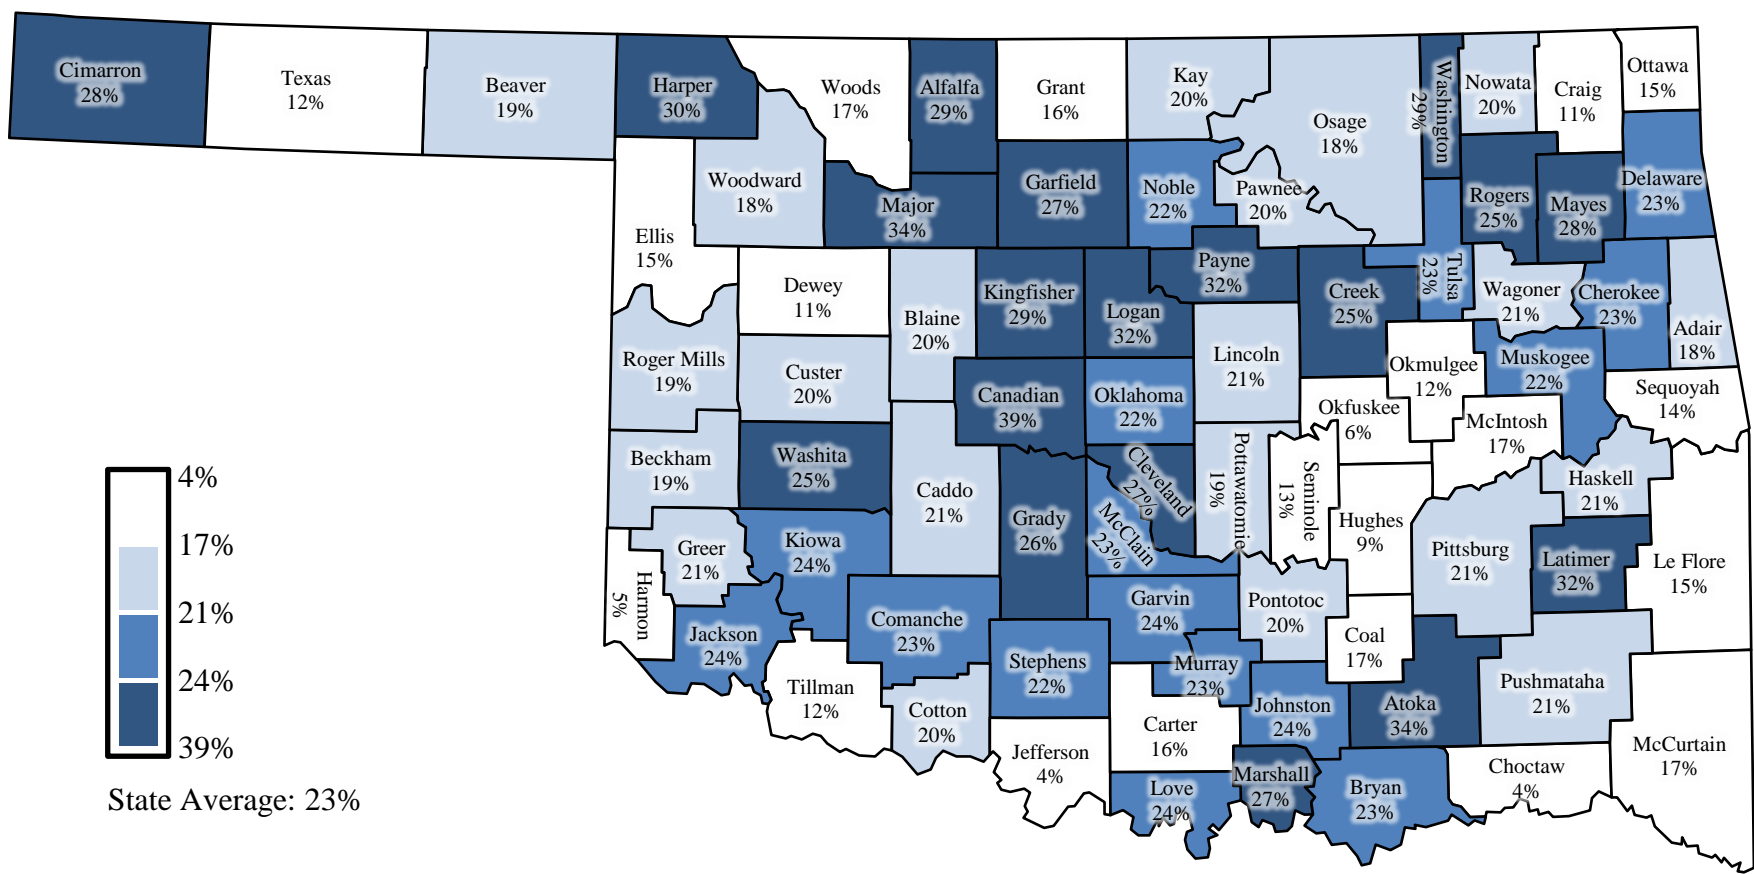 Cimarron
28%
Texas
12%
Beaver
19%
Harper
30%
Woods
17%
Alfalfa
29%
Grant
16%
Kay
20%
Osage
18%
Washington
29%
Nowata
20%
Craig
11%
Ottawa
15%
Woodward
18%
Major
34%
Garfield
27%
Noble
22%
Pawnee
20%
Rogers
25%
Mayes
28%
Delaware
23%
Ellis
15%
Dewey
11%
Blaine
20%
Kingfisher
29%
Logan
32%
Payne
32%
Creek
25%
Tulsa
23%
Wagoner
21%
Cherokee
23%
Adair
18%
Roger Mills
19%
Custer
20%
Canadian
39%
Oklahoma
22%
Lincoln
21%
Okmulgee
12%
Muskogee
22%
Sequoyah
14%
Okfuskee
6%
McIntosh
17%
Beckham
19%
Washita
25%
Caddo
21%
Grady
26%
Cleveland
27%
McClain
23%
Pottawatomie
19%
Seminole
13%
Hughes
9%
Haskell
21%
Pittsburg
21%
Latimer
32%
Le Flore
15%
Greer
21%
Kiowa
24%
Harmon
5%
Jackson
24%
Comanche
23%
Garvin
24%
Pontotoc
20%
Coal
17%
Tillman
12%
Cotton
20%
Stephens
22%
Murray
23%
Carter
16%
Johnston
24%
Atoka
34%
Pushmataha
21%
McCurtain
17%
Jefferson
4%
Love
24%
Marshall
27%
Bryan
23%
Choctaw
4%
4%
17%
21%
24%
39%
State Average: 23%